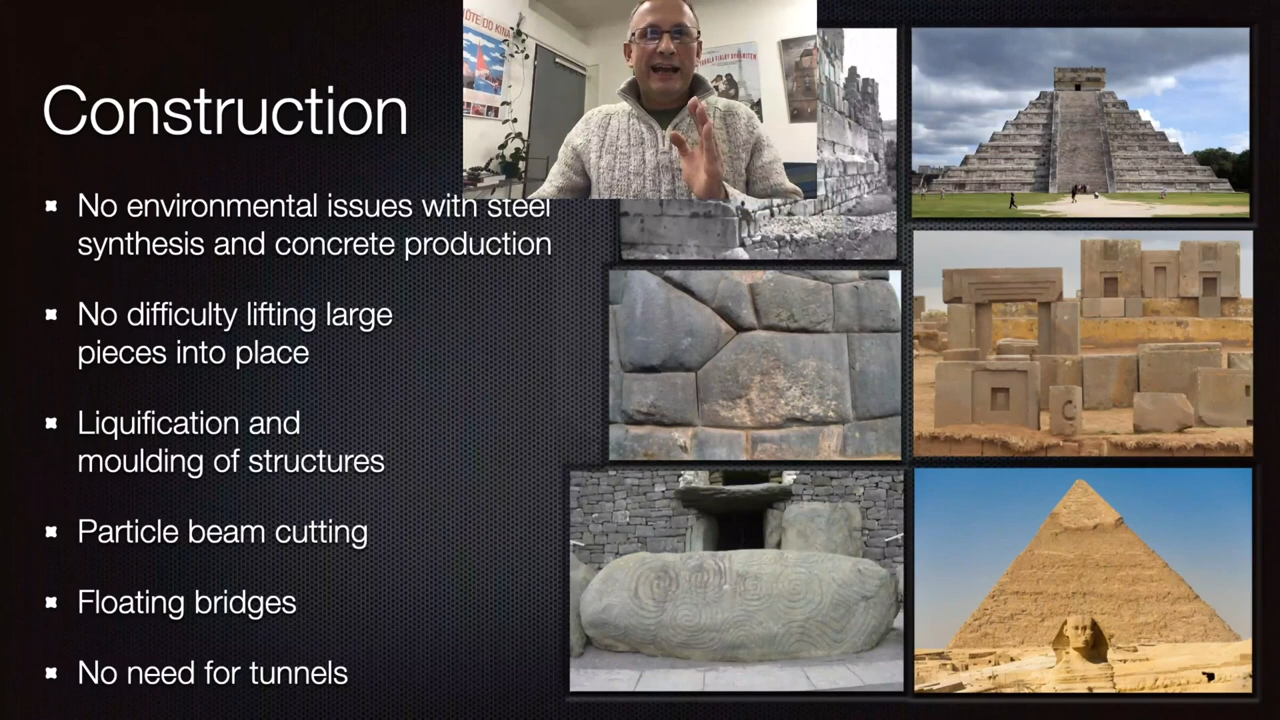 Construction
No environmental issues with steel
synthesis and concrete production
No difficulty lifting large
pieces into place
Liquification and
moulding of structures
Particle beam cutting
Floating bridges
No need for tunnels